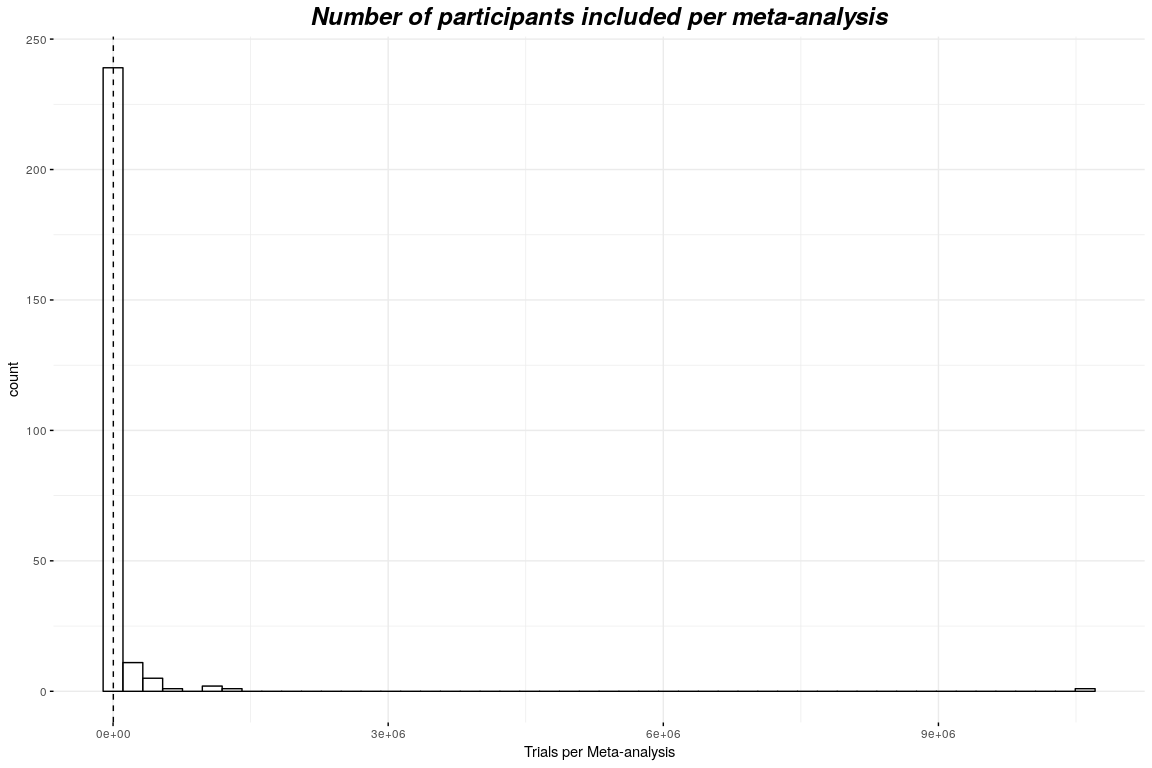 Number of participants included per meta-analysis
250
200
150
100
50
0
count
0e+00 3e+06 6e+06 9e+06
Trials per Meta-analysis